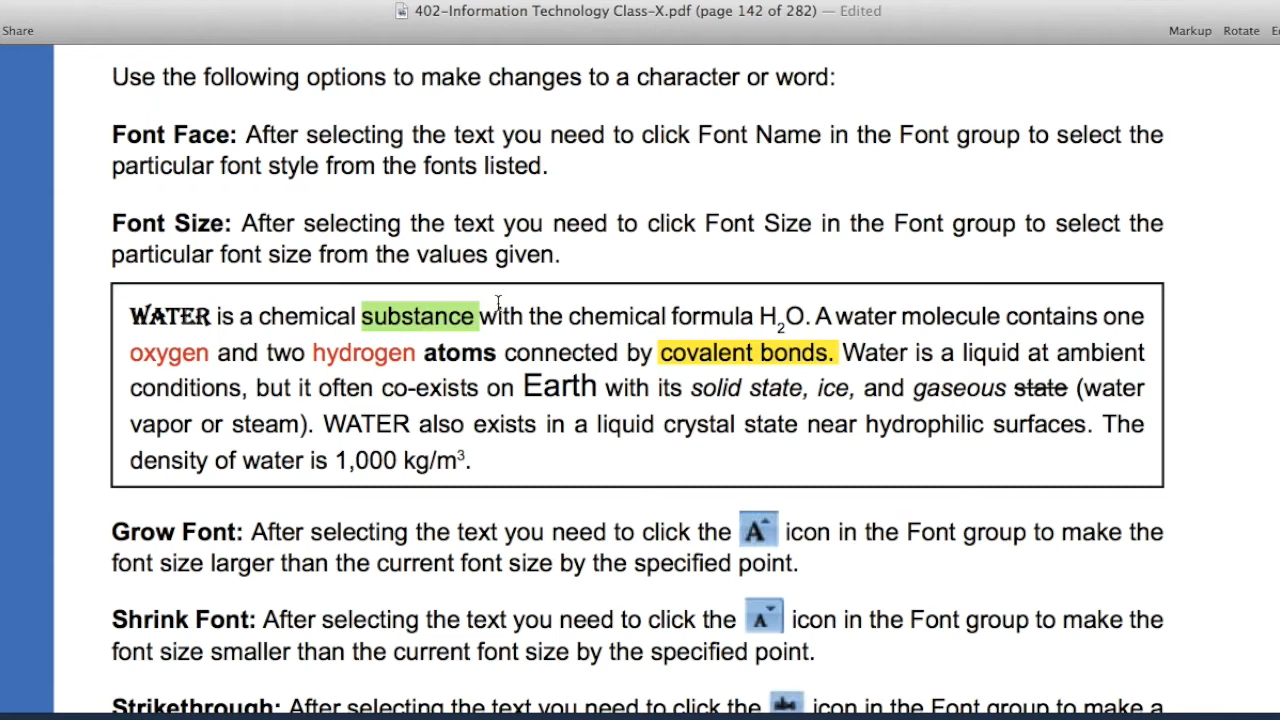 402-Information Technology Class-X.pdf (page 142 of 282) — Edited
Share
Markup Rotate
Use the following options to make changes to a character or word:
Font Face: After selecting the text you need to click Font Name in the Font group to select the
particular font style from the fonts listed.
Font Size: After selecting the text you need to click Font Size in the Font group to select the
particular font size from the values given.
WATER is a chemical substance with the chemical formula H₂O. A water molecule contains one
oxygen and two hydrogen atoms connected by covalent bonds. Water is a liquid at ambient
conditions, but it often co-exists on Earth with its solid state, ice, and gaseous state (water
vapor or steam). WATER also exists in a liquid crystal state near hydrophilic surfaces. The
density of water is 1,000 kg/m³.
Grow Font: After selecting the text you need to click the A icon in the Font group to make the
font size larger than the current font size by the specified point.
Shrink Font: After selecting the text you need to click the A icon in the Font group to make the
font size smaller than the current font size by the specified point.
Strikethrough: After selecting the text you need to click the icon in the Font group to make a